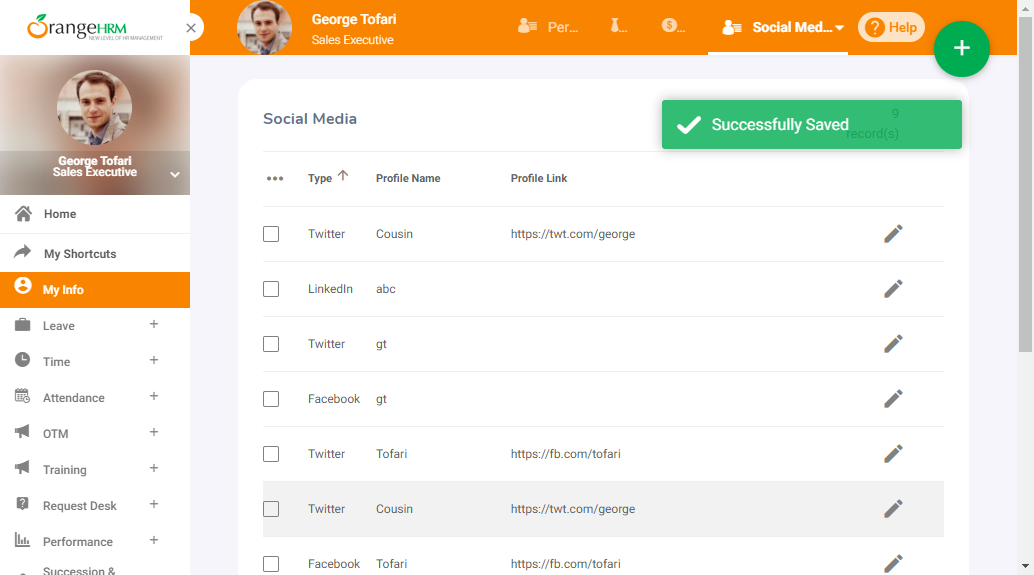 OrangeHRM
NEW LEVEL OF HR MANAGEMENT
George Tofari
Sales Executive
Per...
...
...
Social Med...
Help
+
George Tofari
Sales Executive
Home
My Shortcuts
My Info
Leave +
Time +
Attendance +
OTM +
Training +
Request Desk +
Performance +
Succession &
Social Media
9
record(s)
Successfully Saved
Type Profile Name Profile Link
Twitter Cousin https://twt.com/george
LinkedIn abc
Twitter gt
Facebook gt
Twitter Tofari https://fb.com/tofari
Twitter Cousin https://twt.com/george
Facebook Tofari https://fb.com/tofari